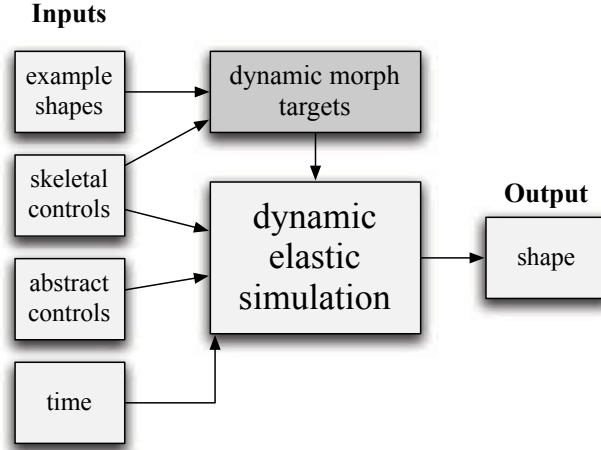 Inputs
example
shapes
dynamic morph
targets
skeletal
controls
dynamic
elastic
simulation
Output
shape
abstract
controls
time